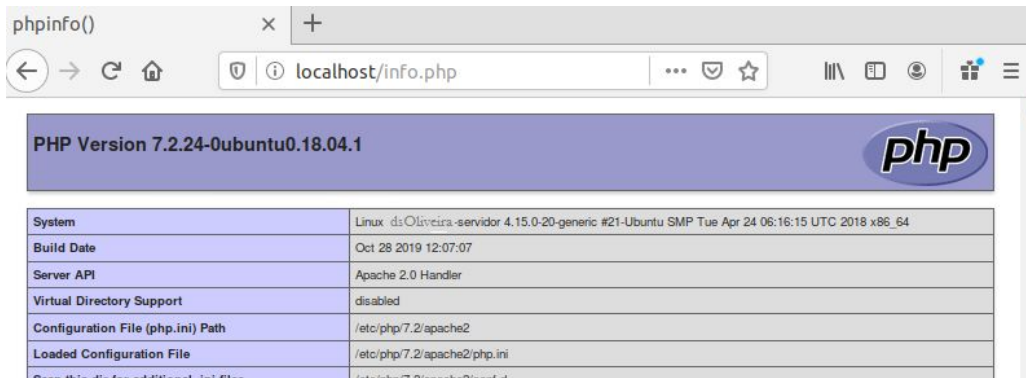 phpinfo()
localhost/info.php
PHP Version 7.2.24-0ubuntu0.18.04.1
php
System Linux dsOliveira-servidor 4.15.0-20-generic #21-Ubuntu SMP Tue Apr 24 06:16:15 UTC 2018 x86_64
Build Date Oct 28 2019 12:07:07
Server API Apache 2.0 Handler
Virtual Directory Support disabled
Configuration File (php.ini) Path /etc/php/7.2/apache2
Loaded Configuration File /etc/php/7.2/apache2/php.ini